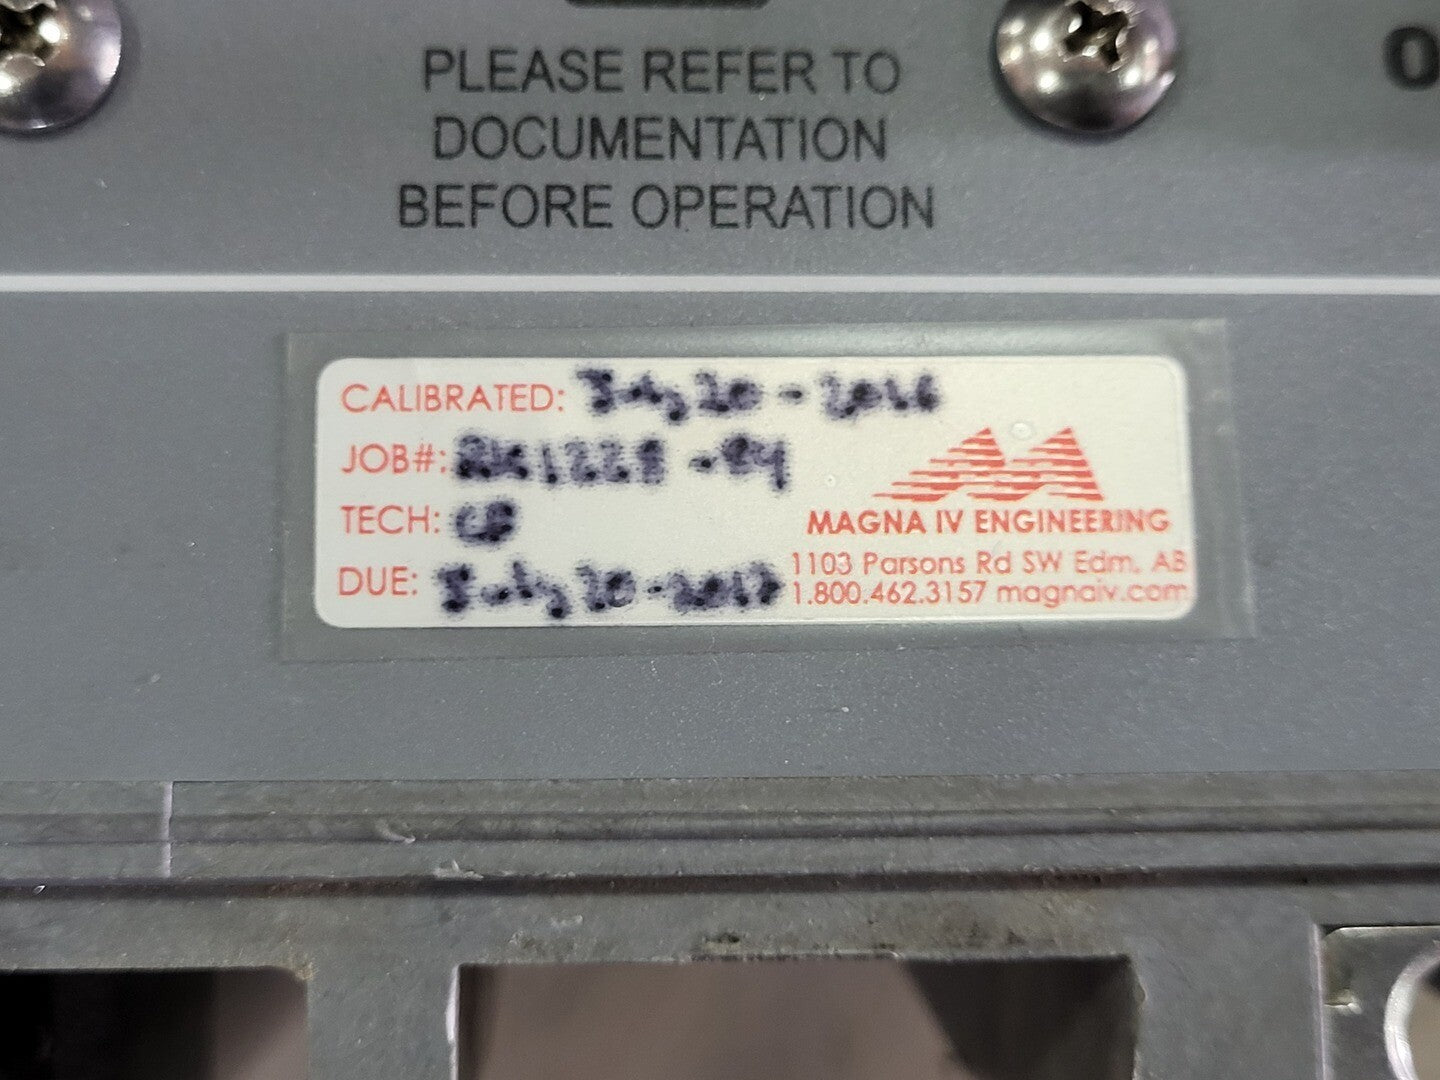 PLEASE REFER TO
DOCUMENTATION
BEFORE OPERATION
CALIBRATED: July 20-2016
JOB#: 1228-
TECH:
DUE: July 20-2017
MAGNA IV ENGINEERING
1103 Parsons Rd SW Edm. AB
1.800.462.3157 magnaiv.com